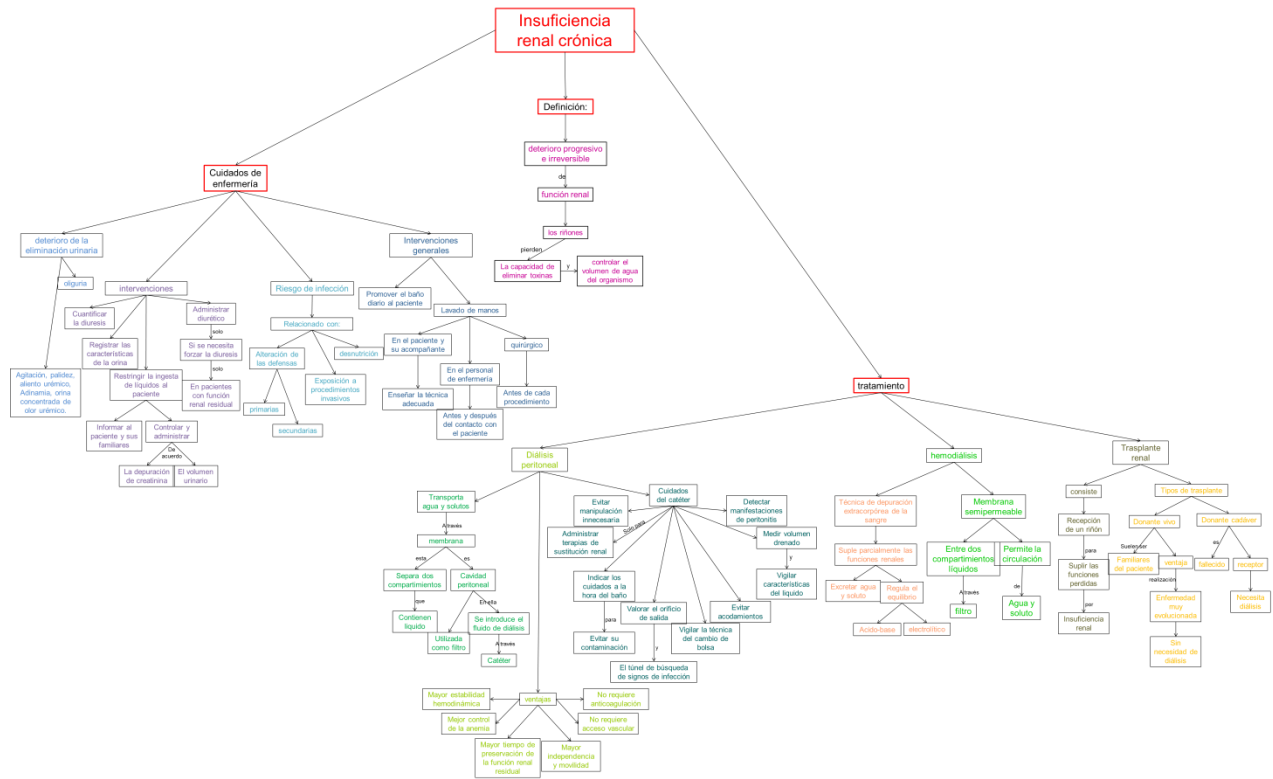 Insuficiencia
renal crónica
Definición:
deterioro progresivo
e irreversible
de
función renal
los riñones
pierden
La capacidad de
eliminar toxinas
y
controlar el
volumen de agua
del organismo
Cuidados de
enfermería
deterioro de la
eliminación urinaria
oliguria
Agitación, palidez,
aliento urémico,
Adinamia, orina
concentrada de
olor urémico.
intervenciones
Cuantificar
la diuresis
Registrar las
características
de la orina
Restringir la ingesta
de líquidos al
paciente
Informar al
paciente y sus
familiares
Controlar y
administrar
De
acuerdo
La depuración
de creatinina
El volumen
urinario
Administrar
diurético
solo
Si se necesita
forzar la diuresis
solo
En pacientes
con función
renal residual
Riesgo de infección
Relacionado con:
Alteración de
las defensas
primarias
secundarias
Exposición a
procedimientos
invasivos
desnutrición
Intervenciones
generales
Promover el baño
diario al paciente
Lavado de manos
En el paciente y
su acompañante
Enseñar la técnica
adecuada
En el personal
de enfermería
Antes y después
del contacto con
el paciente
quirúrgico
Antes de cada
procedimiento
tratamiento
Diálisis
peritoneal
Transporta
agua y solutos
A través
membrana
esta
es
Separa dos
compartimientos
que
Contienen
líquido
Cavidad
peritoneal
Utilizada
como filtro
En ella
Se introduce el
fluido de diálisis
A través
Catéter
Cuidados
del catéter
Evitar
manipulación
innecesaria
Solo para
Administrar
terapias de
sustitución renal
Indicar los
cuidados a la
hora del baño
para
Evitar su
contaminación
Valorar el orificio
de salida
y
El túnel de búsqueda
de signos de infección
Vigilar la técnica
del cambio de
bolsa
Evitar
acodamientos
Detectar
manifestaciones
de peritonitis
Medir volumen
drenado
y
Vigilar
características
del liquido
ventajas
Mayor estabilidad
hemodinámica
Mejor control
de la anemia
Mayor tiempo de
preservación de
la función renal
residual
Mayor
independencia
y movilidad
No requiere
acceso vascular
No requiere
anticoagulación
hemodiálisis
Técnica de depuración
extracorpórea de la
sangre
Suple parcialmente las
funciones renales
Excretar agua
y soluto
Regula el
equilibrio
Acido-base
electrolítico
Membrana
semipermeable
Entre dos
compartimientos
líquidos
A través
filtro
Permite la
circulación
de
Agua y
soluto
Trasplante
renal
consiste
Recepción
de un riñón
para
Suplir las
funciones
perdidas
por
Insuficiencia
renal
Tipos de trasplante
Donante vivo
Suelen ser
Familiares
del paciente
ventaja
realización
Enfermedad
muy
evolucionada
Sin
necesidad de
diálisis
Donante cadáver
es
fallecido
receptor
Necesita
diálisis